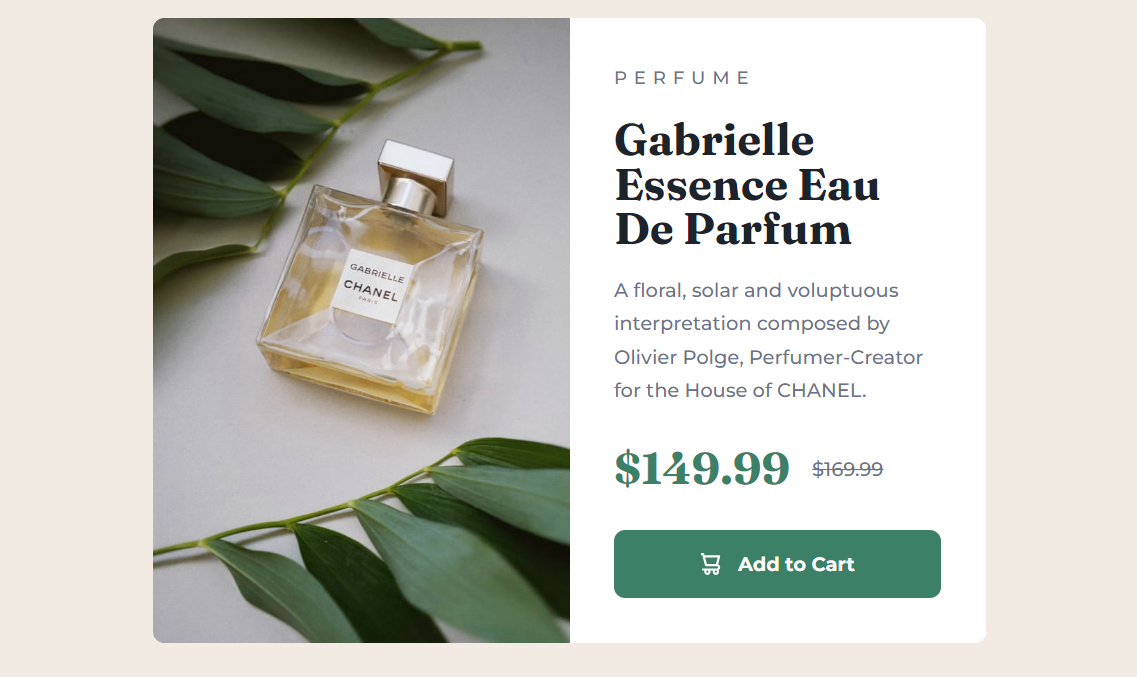 GABRIELLE
CHANEL
PARIS
PERFUME
Gabrielle
Essence Eau
De Parfum
A floral, solar and voluptuous
interpretation composed by
Olivier Polge, Perfumer-Creator
for the House of CHANEL.
$149.99 $169.99
Add to Cart